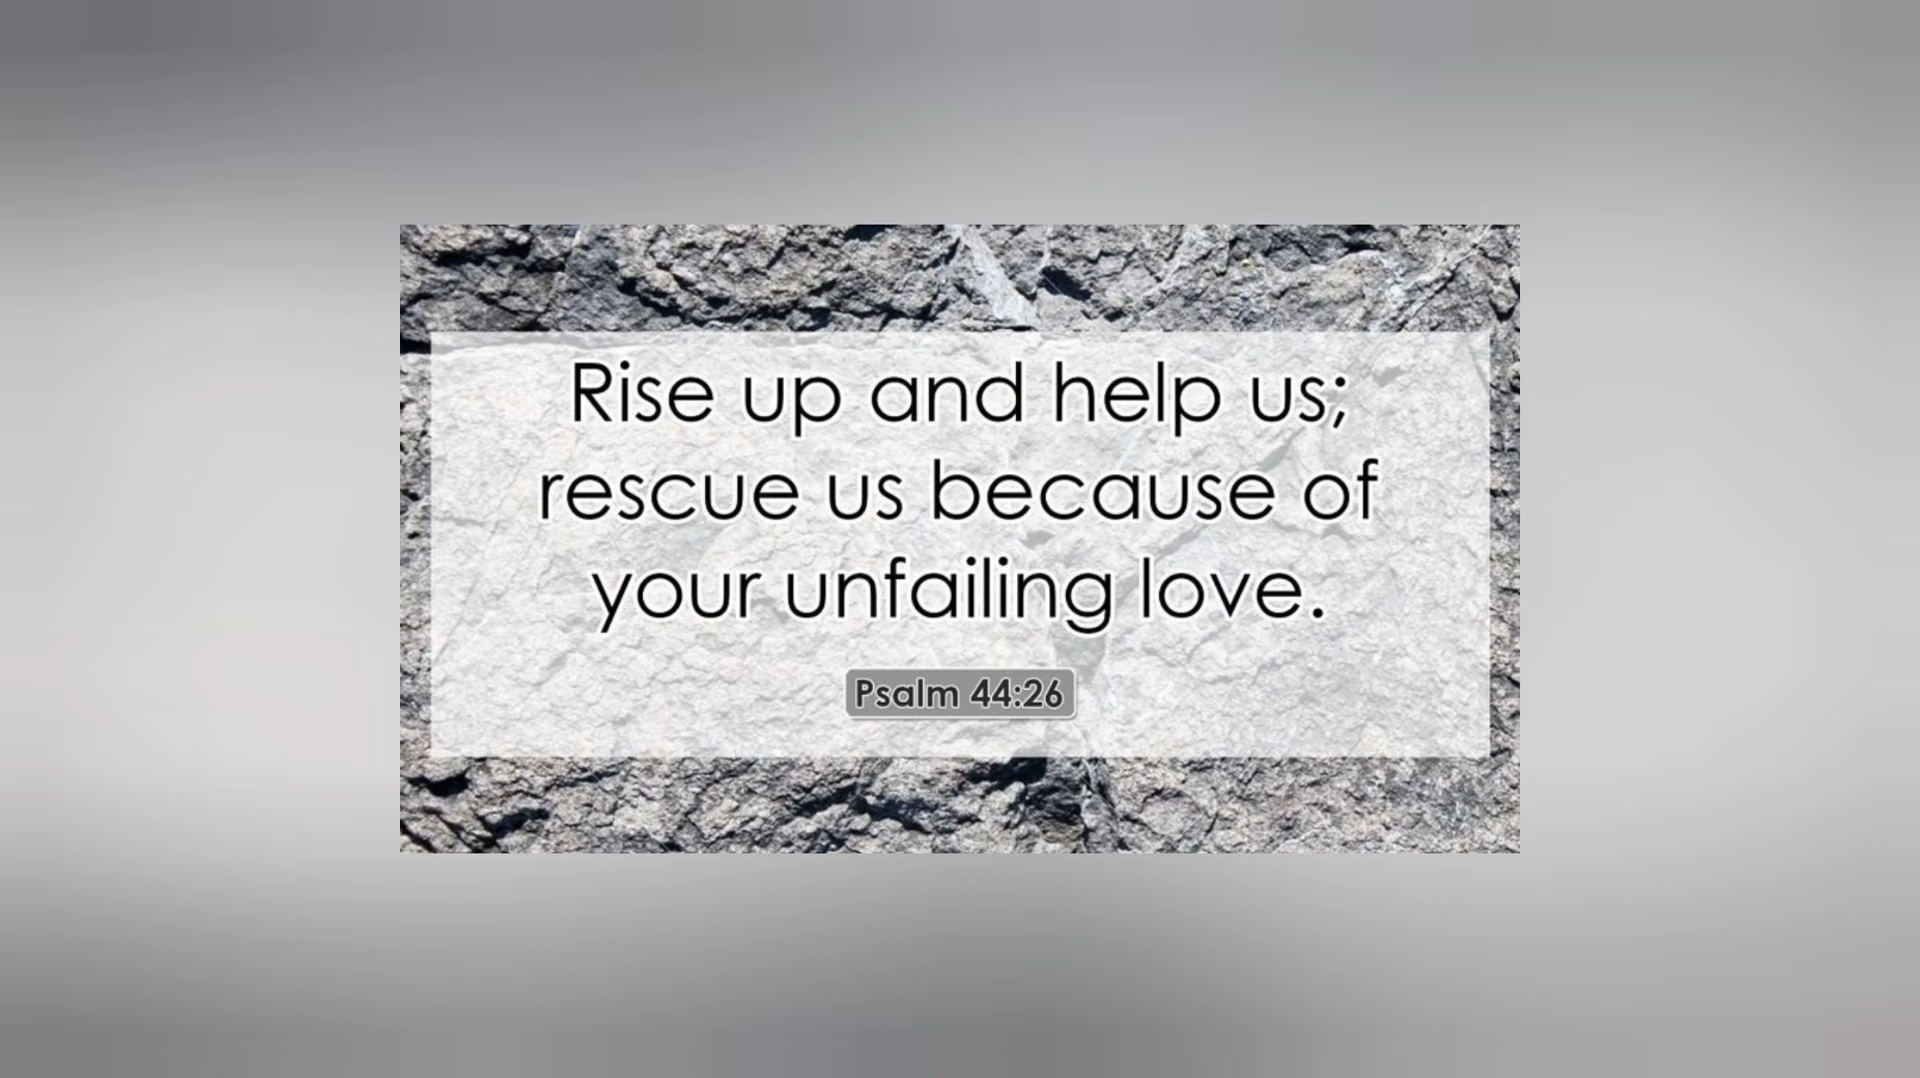 Rise up and help us;
rescue us because of
your unfailing love.
Psalm 44:26